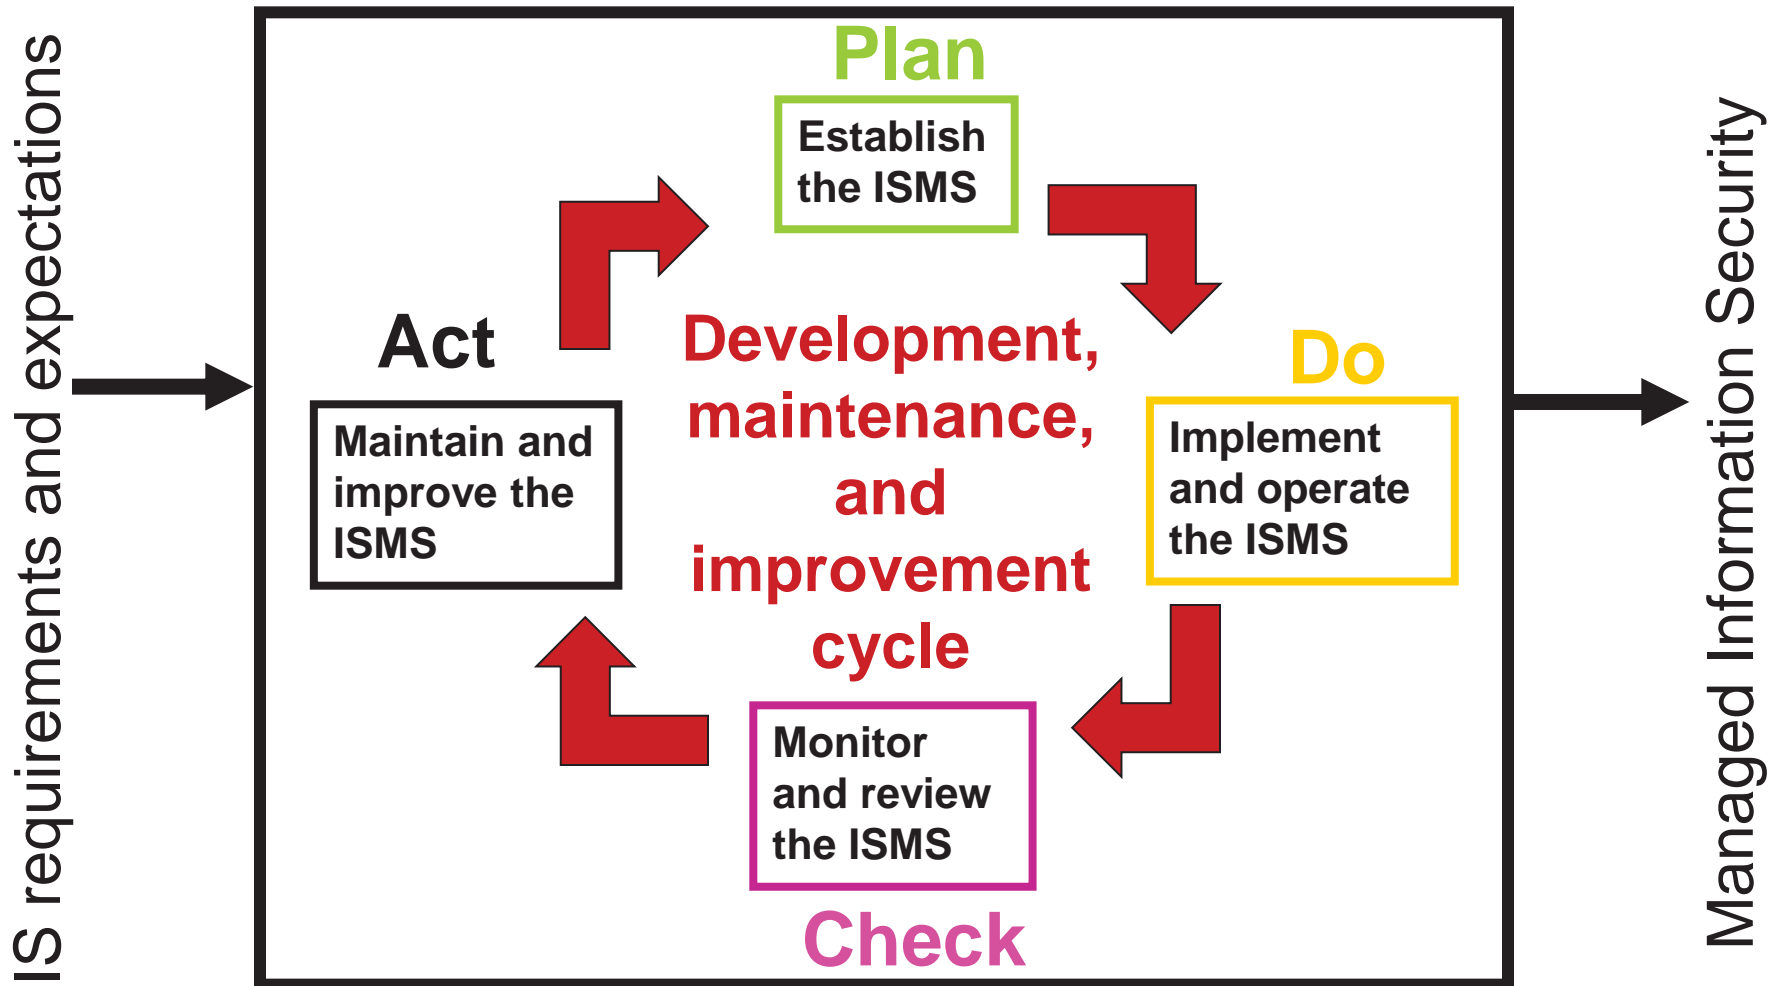 IS requirements and expectations
Plan
Establish
the ISMS
Act
Maintain and
improve the
ISMS
Development,
maintenance,
and
improvement
cycle
Do
Implement
and operate
the ISMS
Monitor
and review
the ISMS
Check
Managed Information Security